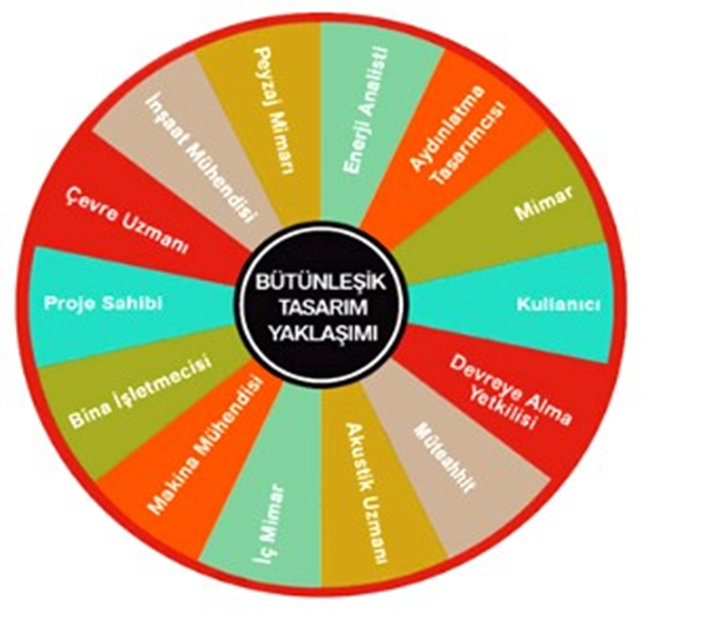 BÜTÜNLEŞİK
TASARIM
YAKLAŞIMI
Enerji Analisti
Aydınlatma
Tasarımcısı
Mimar
Kullanıcı
Devreye Alma
Yetkilisi
Müteahhit
Akustik Uzmanı
İç Mimar
Makina Mühendisi
Bina İşletmecisi
Proje Sahibi
Çevre Uzmanı
İnşaat Mühendisi
Peyzaj Mimarı